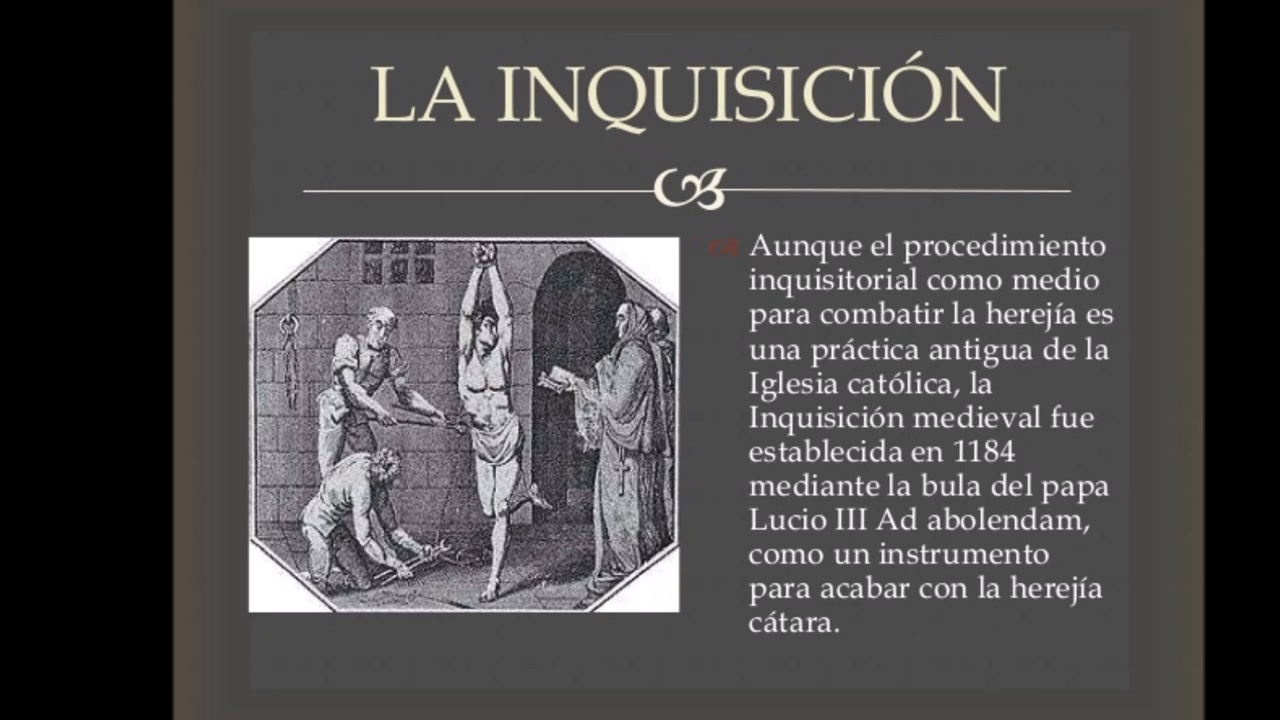 LA INQUISICIÓN
Aunque el procedimiento
inquisitorial como medio
para combatir la herejía es
una práctica antigua de la
Iglesia católica, la
Inquisición medieval fue
establecida en 1184
mediante la bula del papa
Lucio III Ad abolendam,
como un instrumento
para acabar con la herejía
cátara.